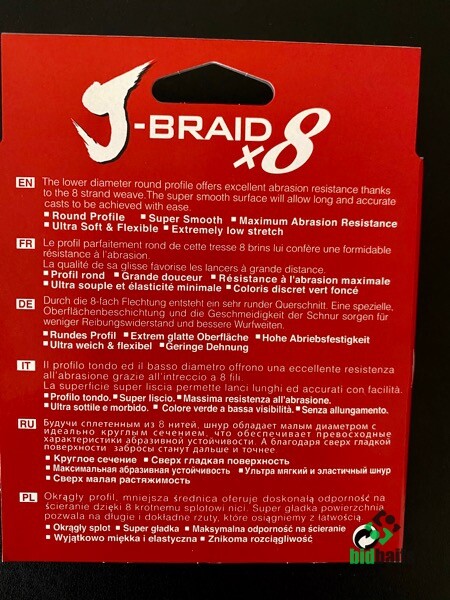 J-BRAID
x8
EN The lower diameter round profile offers excellent abrasion resistance thanks
to the 8 strand weave.The super smooth surface will allow long and accurate
casts to be achieved with ease.
■ Round Profile ■ Super Smooth ■ Maximum Abrasion Resistance
■ Ultra Soft & Flexible ■ Extremely low stretch
FR Le profil parfaitement rond de cette tresse 8 brins lui confère une formidable
résistance à l'abrasion.
La qualité de sa glisse favorise les lancers à grande distance.
■ Profil rond ■ Grande douceur ■ Résistance à l'abrasion maximale
■ Ultra souple et élasticité minimale ■ Coloris discret vert foncé
DE Durch die 8-fach Flechtung entsteht ein sehr runder Querschnitt. Eine spezielle,
Oberflächenbeschichtung und die Geschmeidigkeit der Schnur sorgen für
weniger Reibungswiderstand und bessere Wurfweiten.
■ Rundes Profil ■ Extrem glatte Oberfläche ■ Hohe Abriebsfestigkeit
■ Ultra weich & flexibel ■ Geringe Dehnung
IT Il profilo tondo ed il basso diametro offrono una eccellente resistenza
all'abrasione grazie all'intreccio a 8 fili.
La superficie super liscia permette lanci lunghi ed accurati con facilità.
■ Profilo tondo. ■ Super liscio. ■ Massima resistenza all'abrasione.
■ Ultra sottile e morbido. ■ Colore verde a bassa visibilità. ■ Senza allungamento.
RU Будучи сплетенным из 8 нитей, шнур обладает малым диаметром с
идеально круглым сечением, что обеспечивает превосходные
характеристики абразивной устойчивости. А благодаря сверх гладкой
поверхности забросы станут дальше и точнее.
■ Круглое сечение ■ Сверх гладкая поверхность
■ Максимальная абразивная устойчивость ■ Ультра мягкий и эластичный шнур
■ Сверх малая растяжимость
PL Okrągły profil, mniejsza średnica oferuje doskonałą odporność na
ścieranie dzięki 8 krotnemu splotowi nici. Super gładka powierzchnia
pozwala na długie i dokładne rzuty, które osiągniemy z łatwością.
■ Okrągły splot ■ Super gładka ■ Maksymalna odporność na ścieranie
■ Wyjątkowo miękka i elastyczna ■ Znikoma rozciągliwość
bidhail